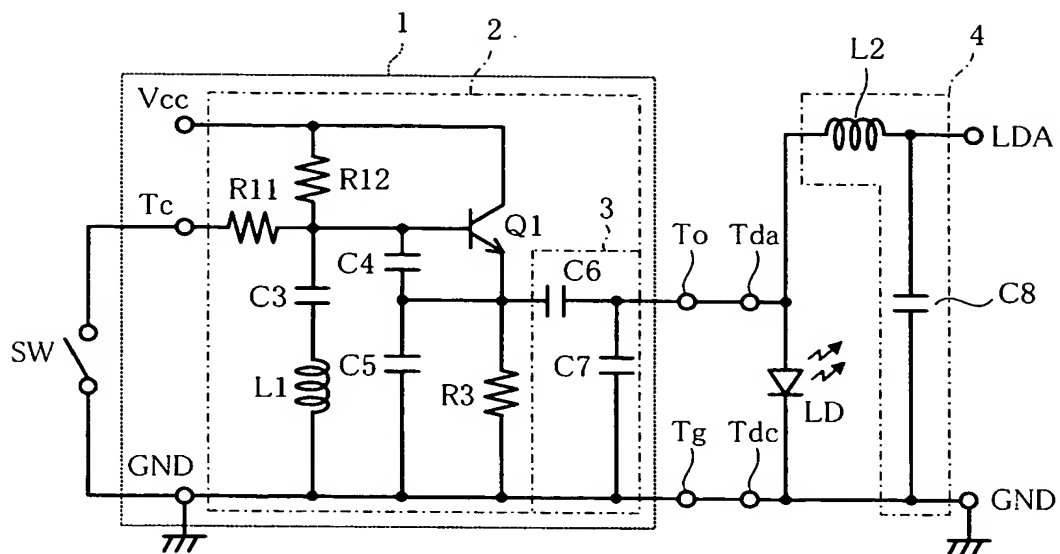 1
2
L2
4
Vcc
LDA
R12
R11
Tc
Q1
3
To
Tda
C4
C6
C3
C8
SW
C5
C7
L1
R3
LD
Tg
Tdc
GND
GND